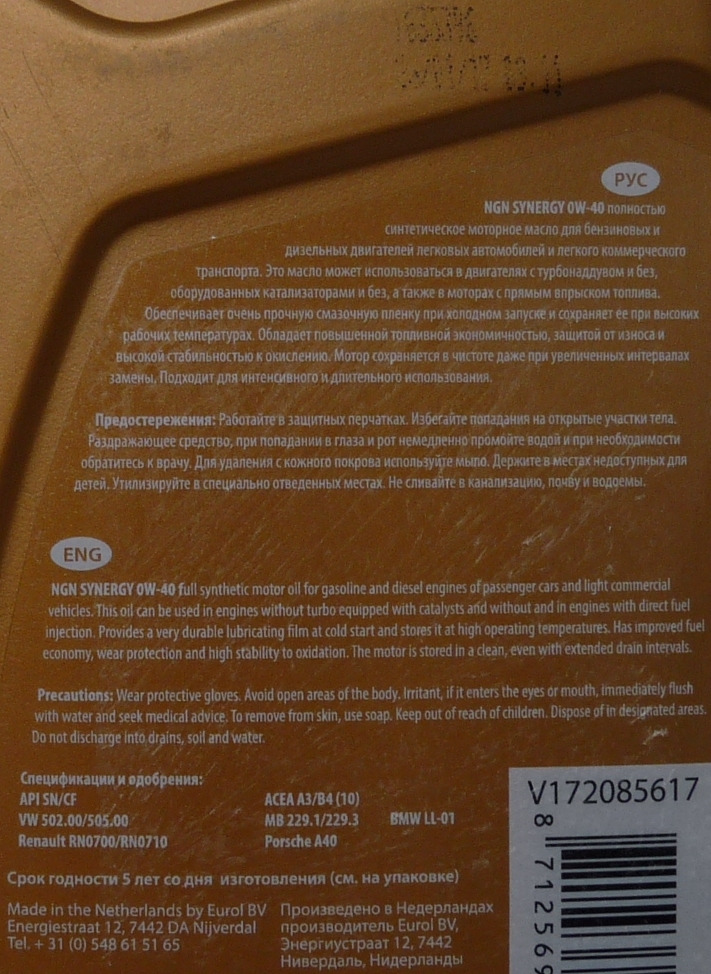 РУС
NGN SYNERGY 0W-40 полностью
синтетическое моторное масло для бензиновых и
дизельных двигателей легковых автомобилей и легкого коммерческого
транспорта. Это масло может использоваться в двигателях с турбонаддувом и без,
оборудованных катализаторами и без, а также в моторах с прямым впрыском топлива.
Обеспечивает очень прочную смазочную пленку при холодном запуске и сохраняет ее при высоких
рабочих температурах. Обладает повышенной топливной экономичностью, защитой от износа и
высокой стабильностью к окислению. Мотор сохраняется в чистоте даже при увеличенных интервалах
замены. Подходит для интенсивного и длительного использования.
Предостережения: Работайте в защитных перчатках. Избегайте попадания на открытые участки тела.
Раздражающее средство, при попадании в глаза и рот немедленно промойте водой и при необходимости
обратитесь к врачу. Для удаления с кожного покрова используйте мыло. Держите в местах недоступных для
детей. Утилизируйте в специально отведенных местах. Не сливайте в канализацию, почву и водоемы.
ENG
NGN SYNERGY 0W-40 full synthetic motor oil for gasoline and diesel engines of passenger cars and light commercial
vehicles. This oil can be used in engines without turbo equipped with catalysts and without and in engines with direct fuel
injection. Provides a very durable lubricating film at cold start and stores it at high operating temperatures. Has improved fuel
economy, wear protection and high stability to oxidation. The motor is stored in a clean, even with extended drain intervals.
Precautions: Wear protective gloves. Avoid open areas of the body. Irritant, if it enters the eyes or mouth, immediately flush
with water and seek medical advice. To remove from skin, use soap. Keep out of reach of children. Dispose of in designated areas.
Do not discharge into drains, soil and water.
Спецификации и одобрения:
API SN/CF ACEA A3/B4 (10)
VW 502.00/505.00 MB 229.1/229.3 BMW LL-01
Renault RN0700/RN0710 Porsche A40
Срок годности 5 лет со дня изготовления (см. на упаковке)
Made in the Netherlands by Eurol BV
Energiestraat 12, 7442 DA Nijverdal
Tel. + 31 (0) 548 61 51 65
Произведено в Недерландах
производитель Eurol BV,
Энергиустраат 12, 7442
Нивердаль, Нидерланды
V172085617
8 712569